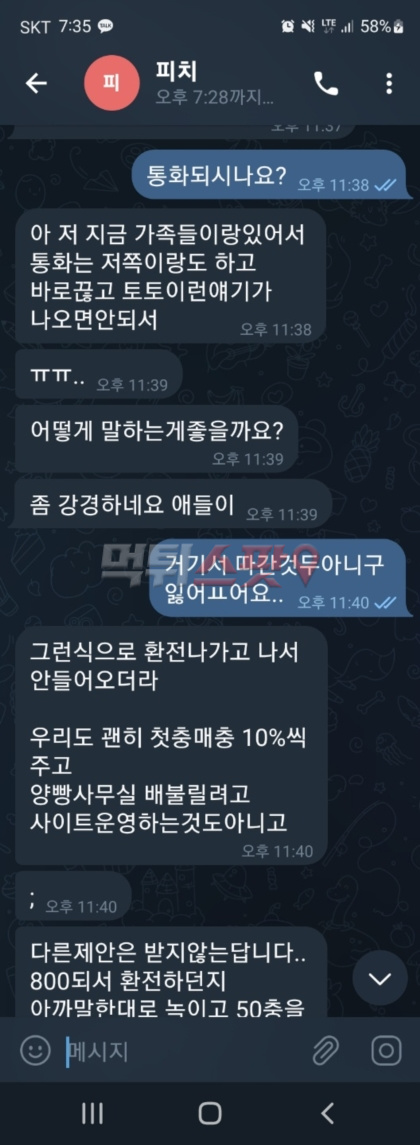 SKT 7:35 TALK LTE 58%
피 피치
오후 7:28까지...
오후 11:37
통화되시나요? 오후 11:38
아 저 지금 가족들이랑있어서
통화는 저쪽이랑도 하고
바로끊고 토토이런얘기가
나오면안되서 오후 11:38
ㅠㅠ.. 오후 11:39
어떻게 말하는게좋을까요?
오후 11:39
좀 강경하네요 애들이 오후 11:39
먹튀스팟
거기서 따간것두아니구
잃어ㅛ어요.. 오후 11:40
그런식으로 환전나가고 나서
안들어오더라
우리도 괜히 첫충매충 10%씩
주고
양빵사무실 배불릴려고
사이트운영하는것도아니고
오후 11:40
; 오후 11:40
다른제안은 받지않는답니다..
800되서 환전하던지
아까말한대로 녹이고 50충을
메시지